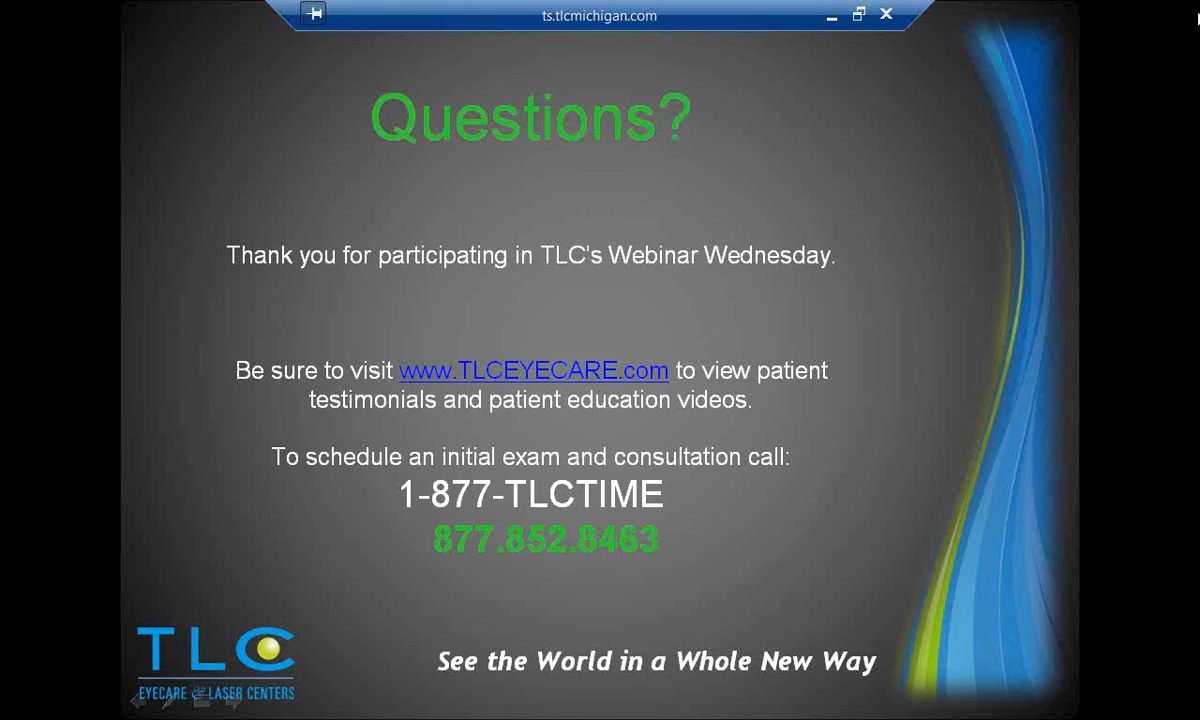 ts.tlcmichigan.com
Questions?
Thank you for participating in TLC's Webinar Wednesday.
Be sure to visit www.TLCEYECARE.com to view patient
testimonials and patient education videos.
To schedule an initial exam and consultation call:
1-877-TLCTIME
877.852.8463
TLC
EYECARE & LASER CENTERS
See the World in a Whole New Way